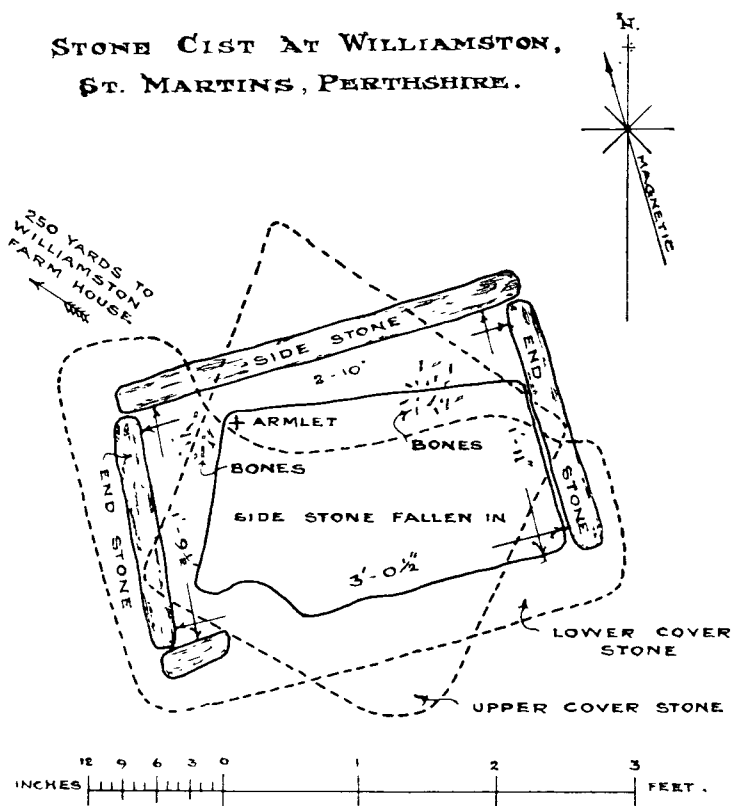 STONE CIST AT WILLIAMSTON,
ST. MARTINS, PERTHSHIRE.
N.
MAGNETIC
250 YARDS TO
WILLIAMSTON
FARM HOUSE
SIDE STONE
2-10"
END STONE
ARMLET
BONES
BONES
END STONE
SIDE STONE FALLEN IN
3'-0½"
LOWER COVER
STONE
UPPER COVER STONE
12 9 6 3 0 1 2 3
INCHES FEET.